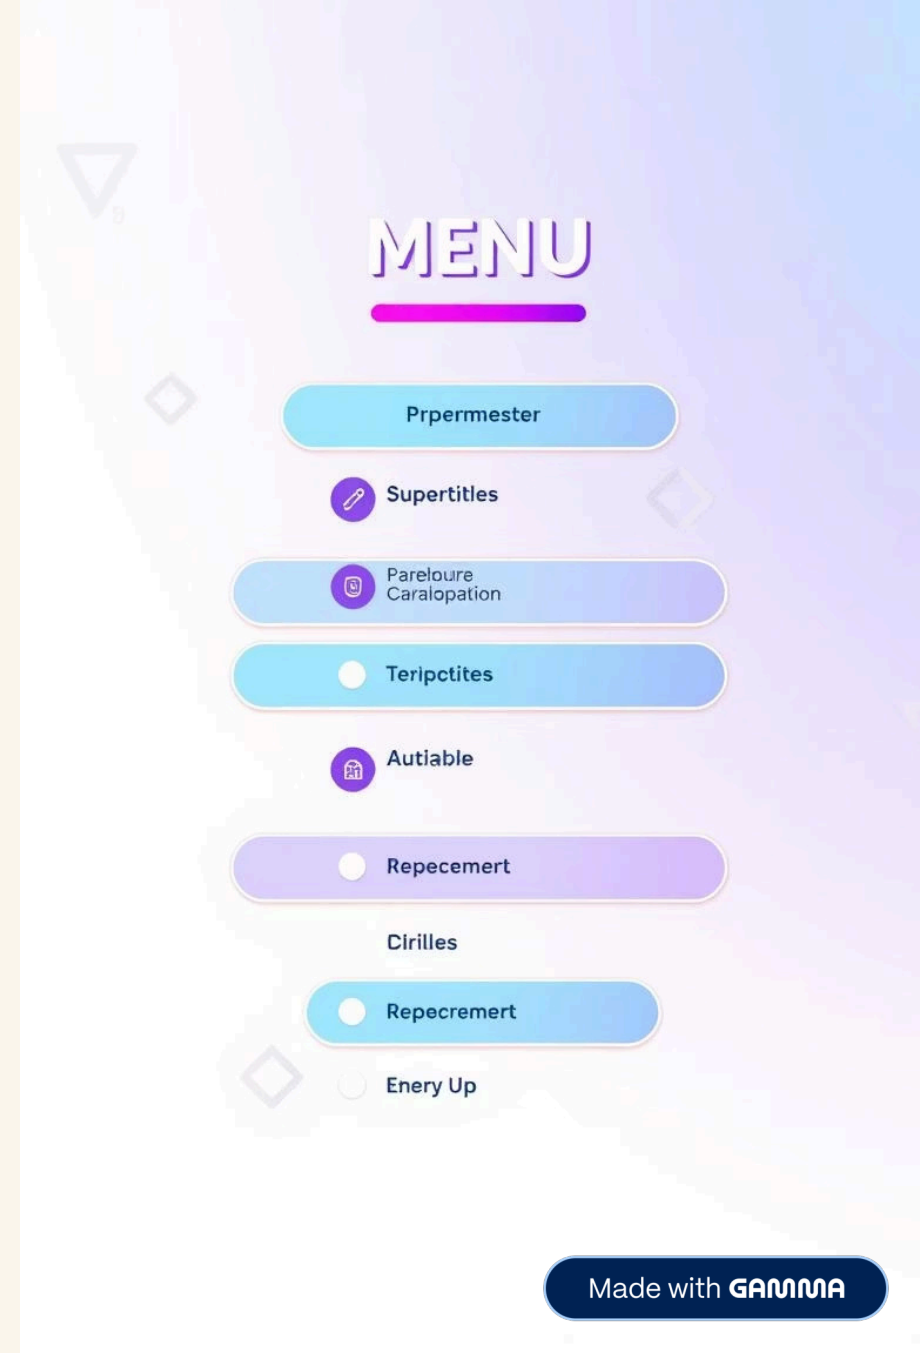 MENU
Prpermester
Supertitles
Pareloure
Caralopation
Teripctites
Autiable
Repecemert
Cirilles
Repecremert
Enery Up
Made with GAMMA